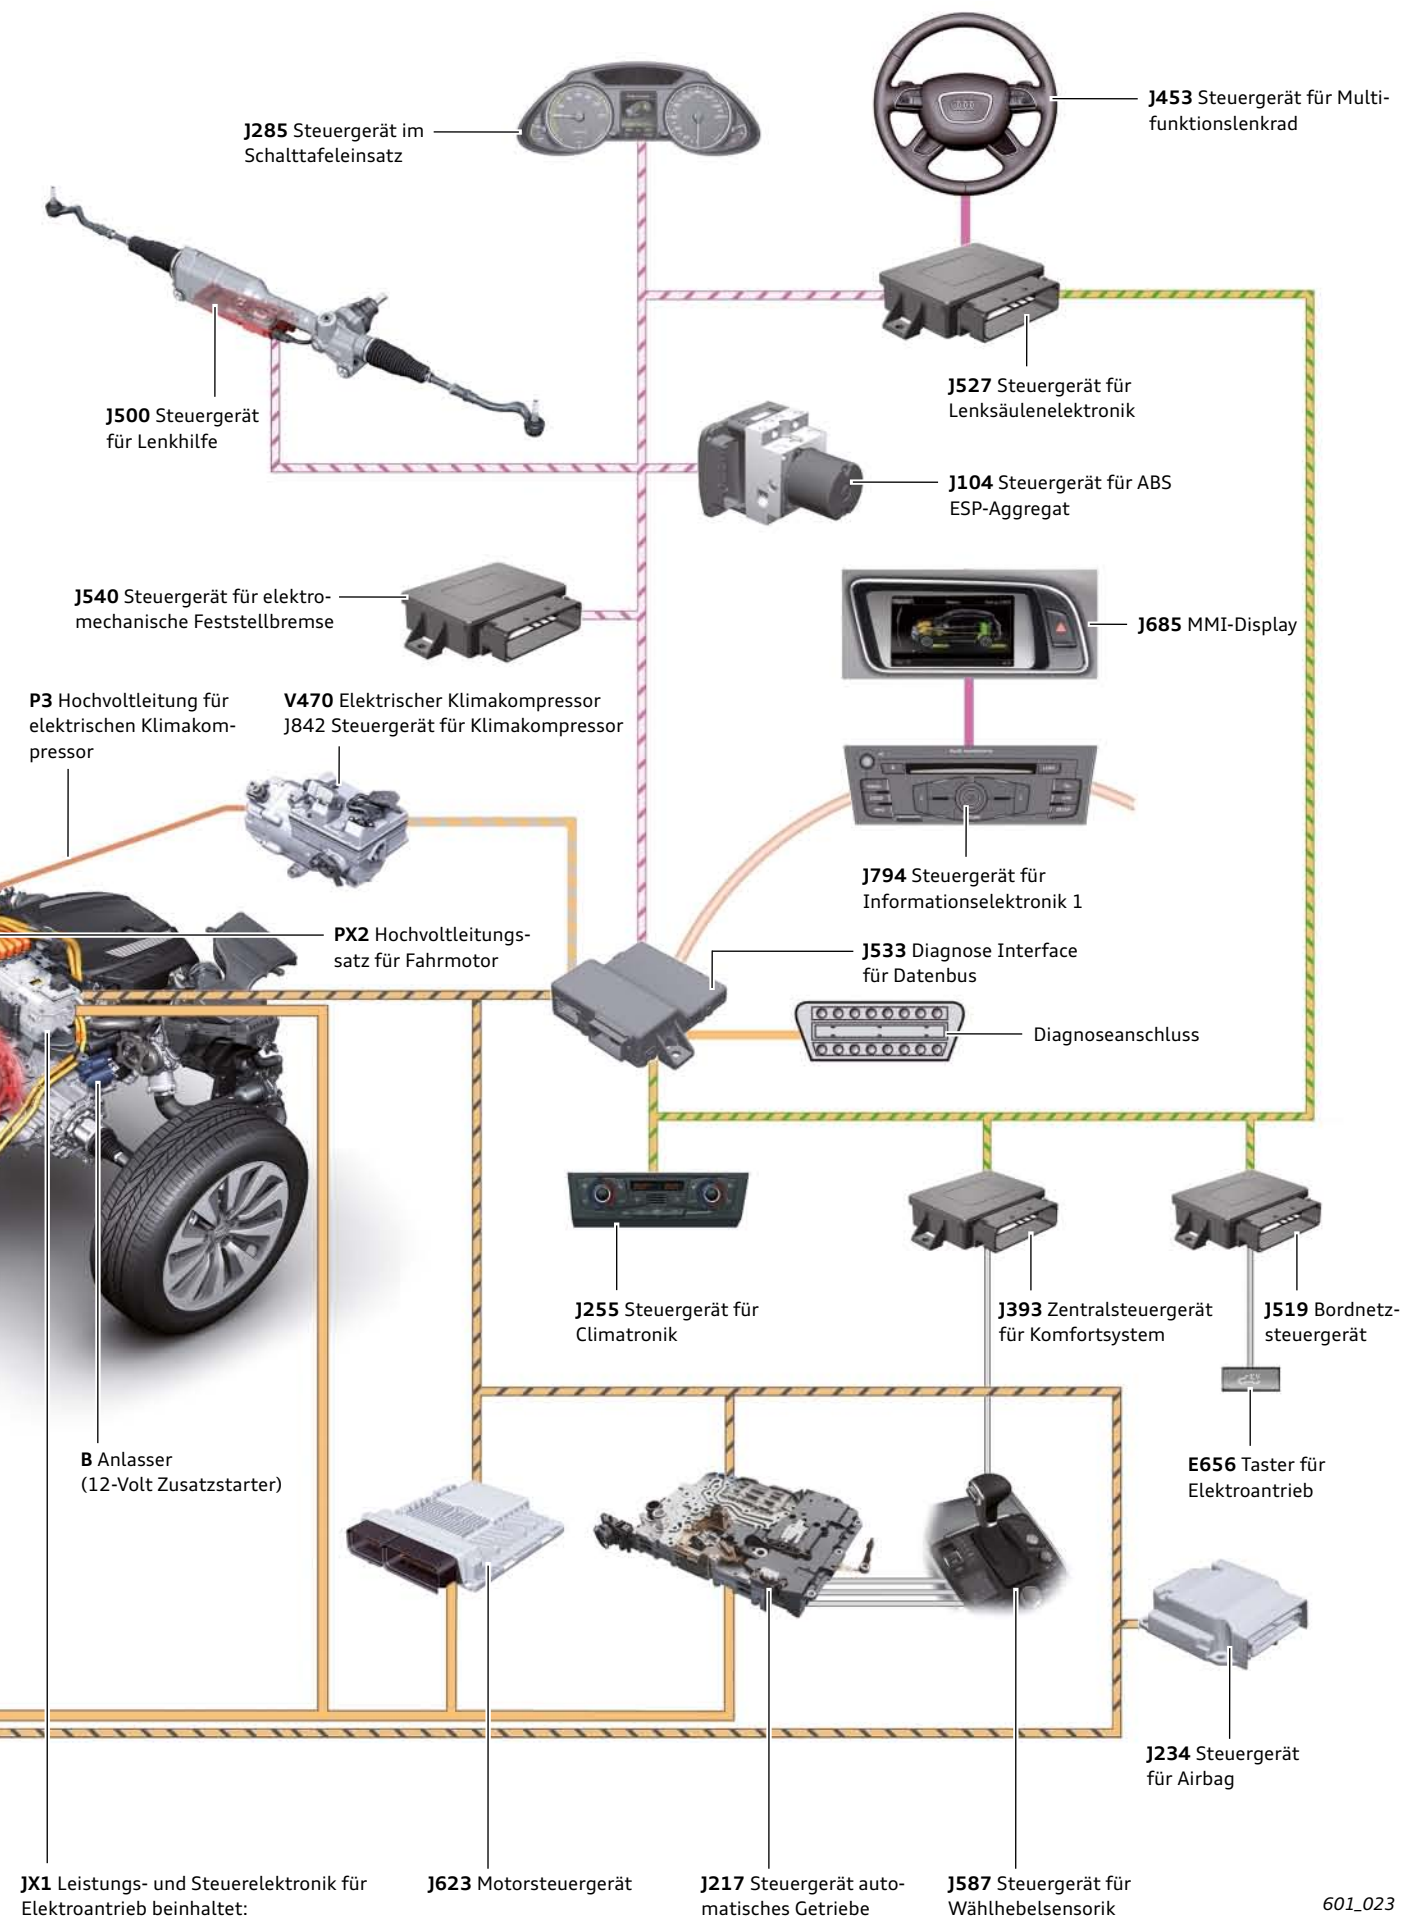 J453 Steuergerät für Multi-
funktionslenkrad
J285 Steuergerät im
Schalttafeleinsatz
J527 Steuergerät für
Lenksäulenelektronik
J500 Steuergerät
für Lenkhilfe
J104 Steuergerät für ABS
ESP-Aggregat
J540 Steuergerät für elektro-
mechanische Feststellbremse
J685 MMI-Display
P3 Hochvoltleitung für
elektrischen Klimakom-
pressor
V470 Elektrischer Klimakompressor
J842 Steuergerät für Klimakompressor
J794 Steuergerät für
Informationselektronik 1
PX2 Hochvoltleitungs-
satz für Fahrmotor
J533 Diagnose Interface
für Datenbus
Diagnoseanschluss
J255 Steuergerät für
Climatronik
J393 Zentralsteuergerät
für Komfortsystem
J519 Bordnetz-
steuergerät
EV
B Anlasser
(12-Volt Zusatzstarter)
E656 Taster für
Elektroantrieb
J234 Steuergerät
für Airbag
JX1 Leistungs- und Steuerelektronik für
Elektroantrieb beinhaltet:
J623 Motorsteuergerät
J217 Steuergerät auto-
matisches Getriebe
J587 Steuergerät für
Wählhebelsensorik
601_023